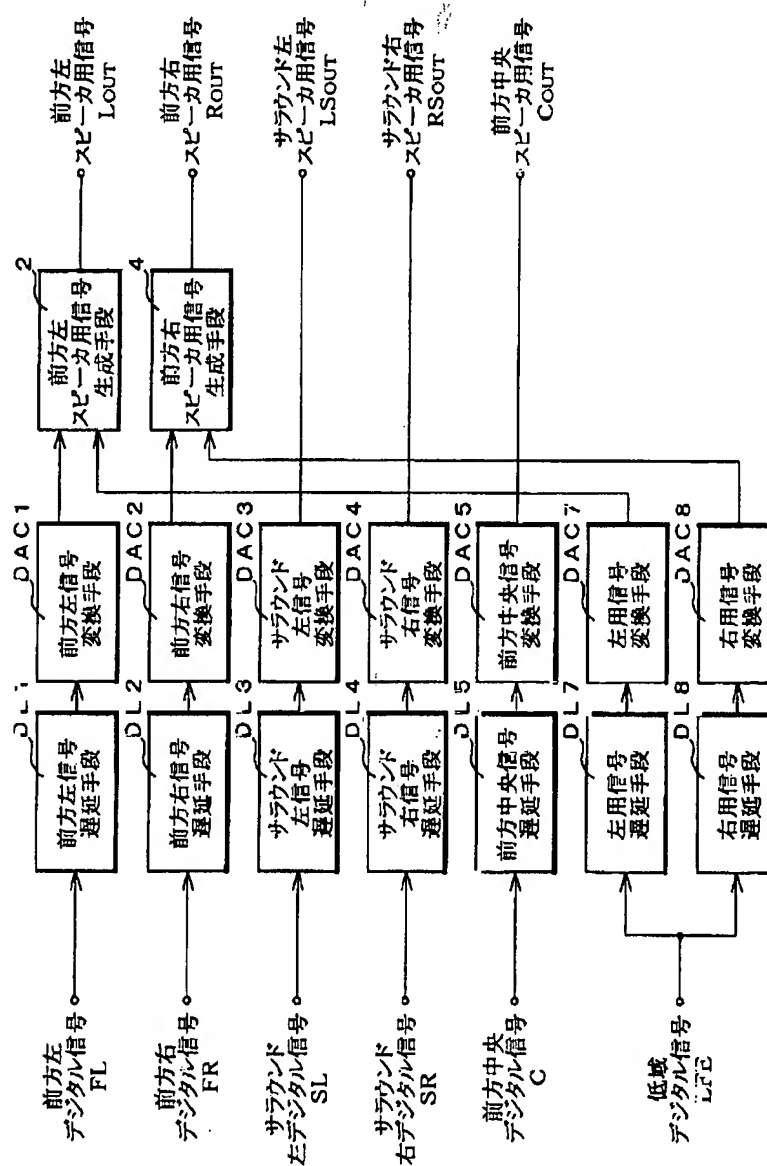 前方左
デジタル信号
FL
DL1
前方左信号
遅延手段
DAC1
前方左信号
変換手段
2
前方左
スピーカ用信号
生成手段
前方左
スピーカ用信号
LOUT
前方右
デジタル信号
FR
DL2
前方右信号
遅延手段
DAC2
前方右信号
変換手段
4
前方右
スピーカ用信号
生成手段
前方右
スピーカ用信号
ROUT
サラウンド
左デジタル信号
SL
DL3
サラウンド
左信号
遅延手段
DAC3
サラウンド
左信号
変換手段
サラウンド左
スピーカ用信号
LSOUT
サラウンド
右デジタル信号
SR
DL4
サラウンド
右信号
遅延手段
DAC4
サラウンド
右信号
変換手段
サラウンド右
スピーカ用信号
RSOUT
前方中央
デジタル信号
C
DL5
前方中央信号
遅延手段
DAC5
前方中央信号
変換手段
前方中央
スピーカ用信号
COUT
低域
デジタル信号
LFE
DL7
左用信号
遅延手段
DAC7
左用信号
変換手段
DL8
右用信号
遅延手段
DAC8
右用信号
変換手段